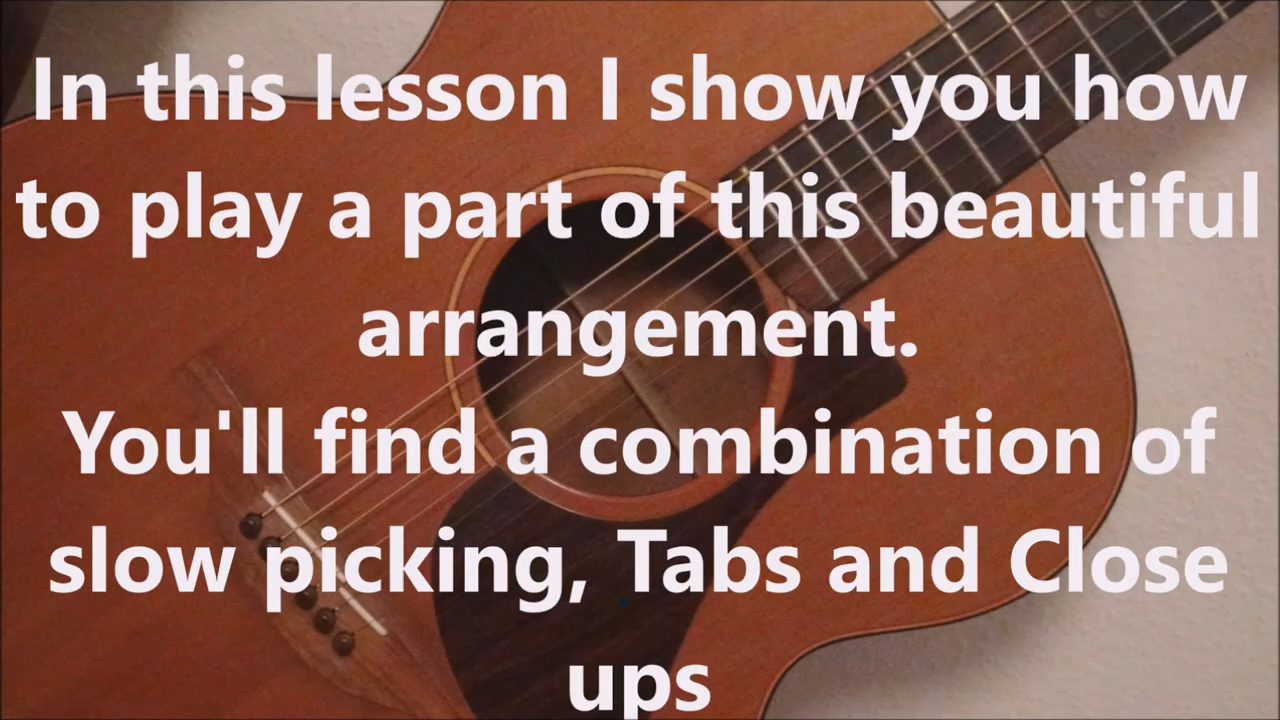 In this lesson I show you how
to play a part of this beautiful
arrangement.
You'll find a combination of
slow picking, Tabs and Close
ups